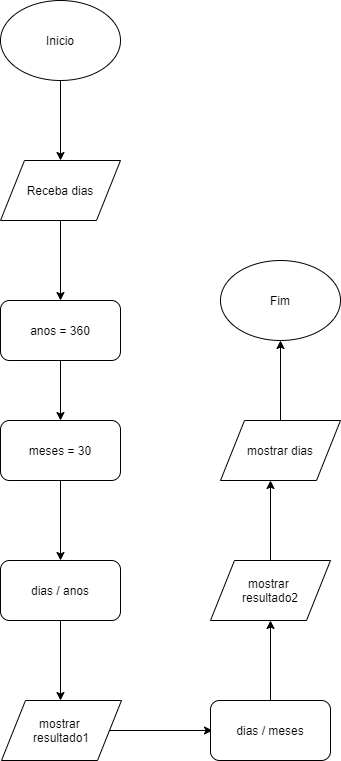 Inicio
Receba dias
anos = 360
meses = 30
dias / anos
mostrar
resultado1
dias / meses
mostrar
resultado2
mostrar dias
Fim